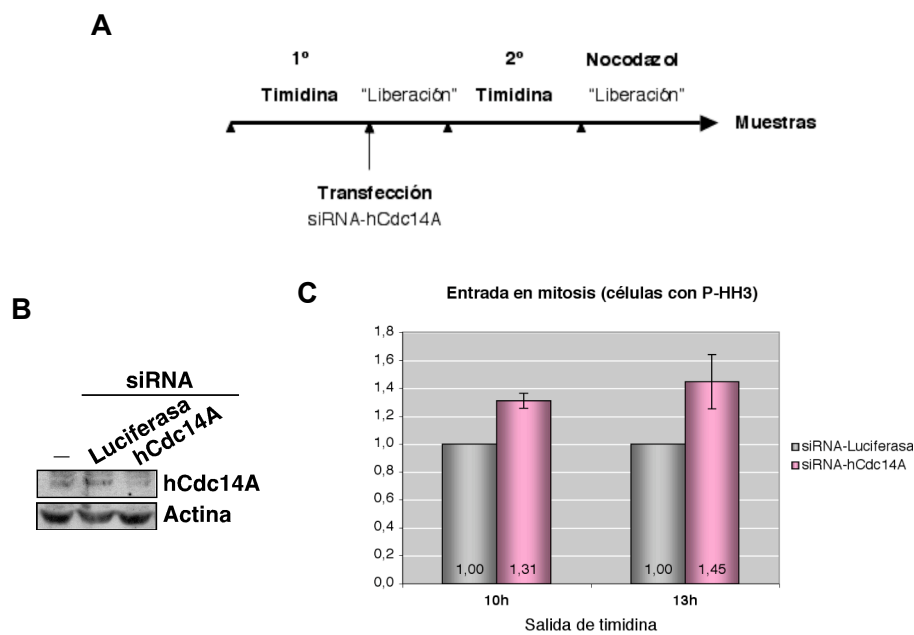 A
1º
2º
Nocodazol
Timidina
"Liberación"
Timidina
"Liberación"
Muestras
Transfección
siRNA-hCdc14A
B
siRNA
—
Luciferasa
hCdc14A
hCdc14A
Actina
C
Entrada en mitosis (células con P-HH3)
1,8
1,6
1,4
1,2
1,0
0,8
0,6
0,4
0,2
0,0
1,00
1,31
1,00
1,45
10h
13h
Salida de timidina
siRNA-Luciferasa
siRNA-hCdc14A